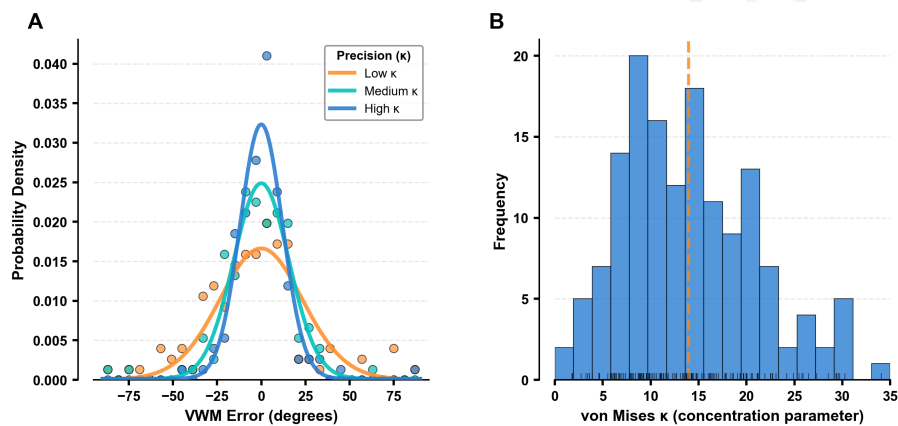 A
B
Precision (κ)
Low κ
Medium κ
High κ
0.040
0.035
0.030
0.025
0.020
0.015
0.010
0.005
0.000
Probability Density
−75
−50
−25
0
25
50
75
VWM Error (degrees)
20
15
10
5
0
Frequency
0
5
10
15
20
25
30
35
von Mises κ (concentration parameter)